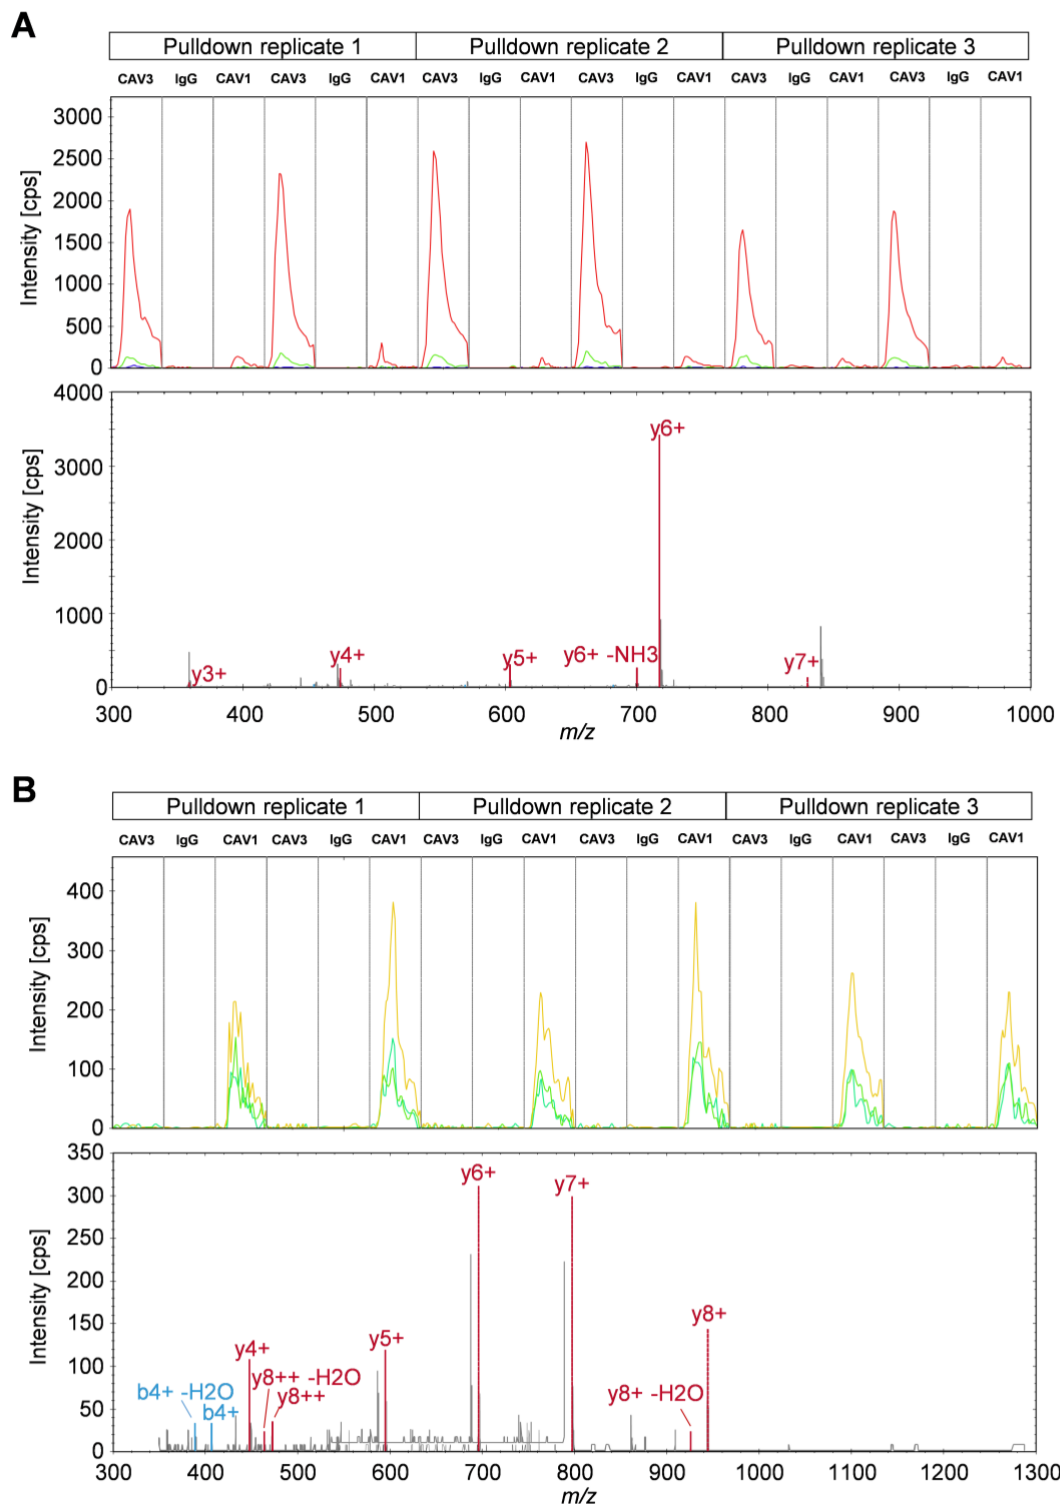 A
Pulldown replicate 1 Pulldown replicate 2 Pulldown replicate 3
CAV3 IgG CAV1 CAV3 IgG CAV1 CAV3 IgG CAV1 CAV3 IgG CAV1 CAV3 IgG CAV1 CAV3 IgG CAV1
Intensity [cps]
3000
2500
2000
1500
1000
500
0
Intensity [cps]
4000
3000
2000
1000
0
y3+
y4+
y5+
y6+ -NH3
y6+
y7+
300 400 500 600 700 800 900 1000
m/z
B
Pulldown replicate 1 Pulldown replicate 2 Pulldown replicate 3
CAV3 IgG CAV1 CAV3 IgG CAV1 CAV3 IgG CAV1 CAV3 IgG CAV1 CAV3 IgG CAV1 CAV3 IgG CAV1
Intensity [cps]
400
300
200
100
0
Intensity [cps]
350
300
250
200
150
100
50
0
b4+ -H2O
b4+
y4+
y8++ -H2O
y8++
y5+
y6+
y7+
y8+ -H2O
y8+
300 400 500 600 700 800 900 1000 1100 1200 1300
m/z